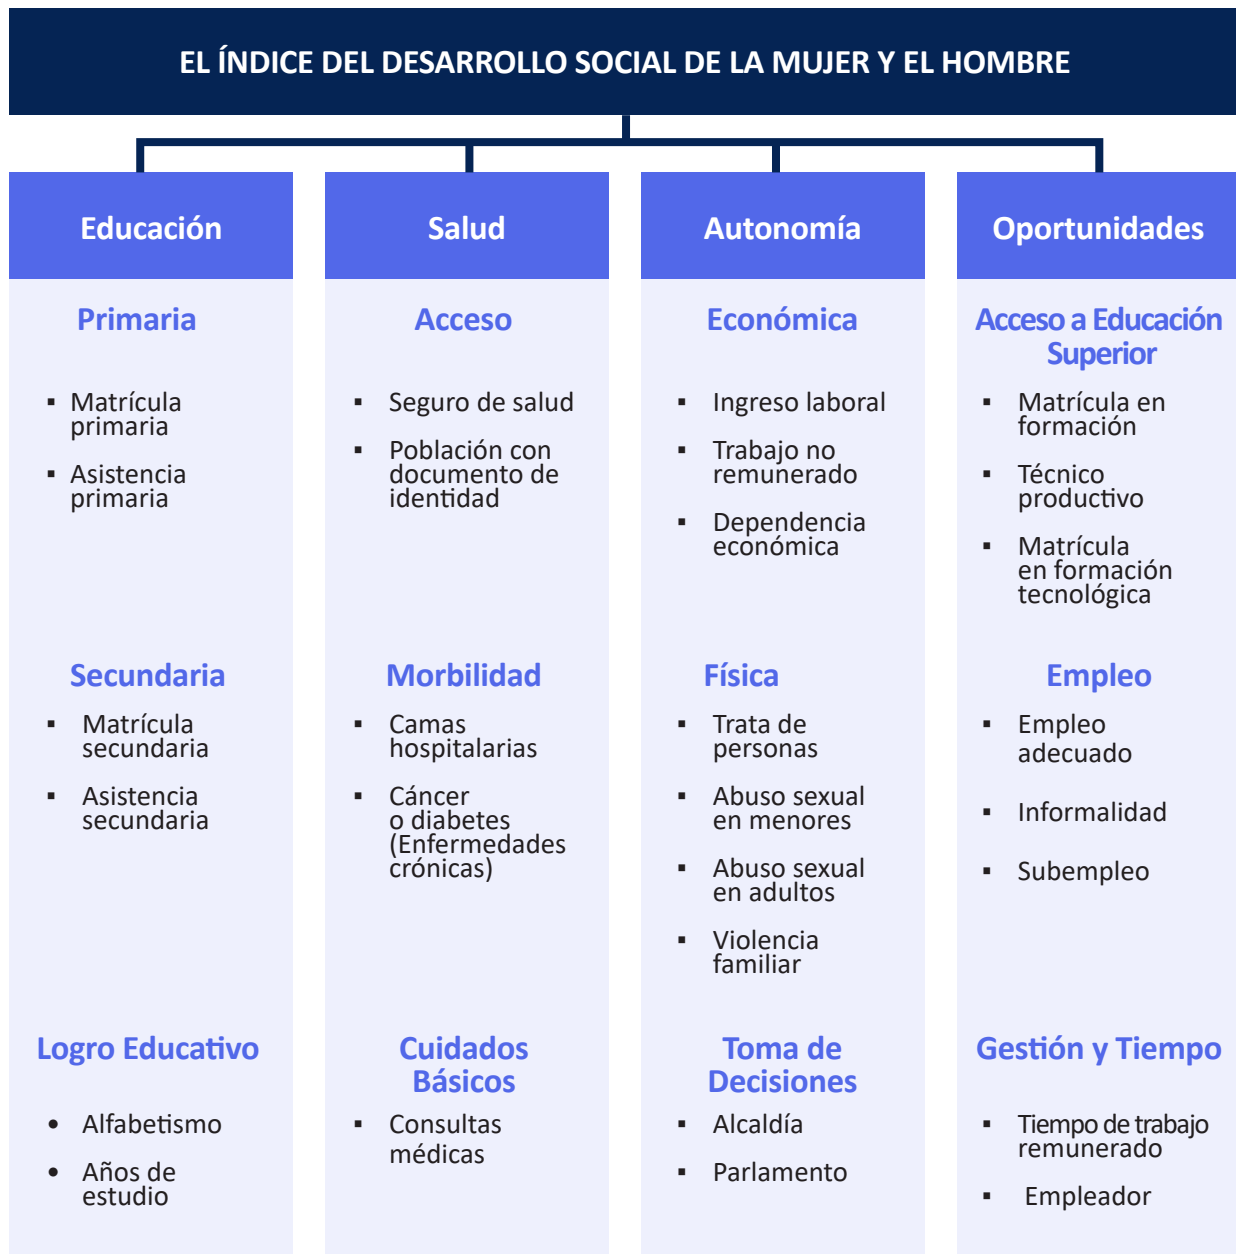 EL ÍNDICE DEL DESARROLLO SOCIAL DE LA MUJER Y EL HOMBRE
Educación
Primaria
▪ Matrícula
primaria
▪ Asistencia
primaria
Secundaria
▪ Matrícula
secundaria
▪ Asistencia
secundaria
Logro Educativo
• Alfabetismo
• Años de
estudio
Salud
Acceso
▪ Seguro de salud
▪ Población con
documento de
identidad
Morbilidad
▪ Camas
hospitalarias
▪ Cáncer
o diabetes
(Enfermedades
crónicas)
Cuidados
Básicos
▪ Consultas
médicas
Autonomía
Económica
▪ Ingreso laboral
▪ Trabajo no
remunerado
▪ Dependencia
económica
Física
▪ Trata de
personas
▪ Abuso sexual
en menores
▪ Abuso sexual
en adultos
▪ Violencia
familiar
Toma de
Decisiones
▪ Alcaldía
▪ Parlamento
Oportunidades
Acceso a Educación
Superior
▪ Matrícula en
formación
▪ Técnico
productivo
▪ Matrícula
en formación
tecnológica
Empleo
▪ Empleo
adecuado
▪ Informalidad
▪ Subempleo
Gestión y Tiempo
▪ Tiempo de trabajo
remunerado
▪ Empleador